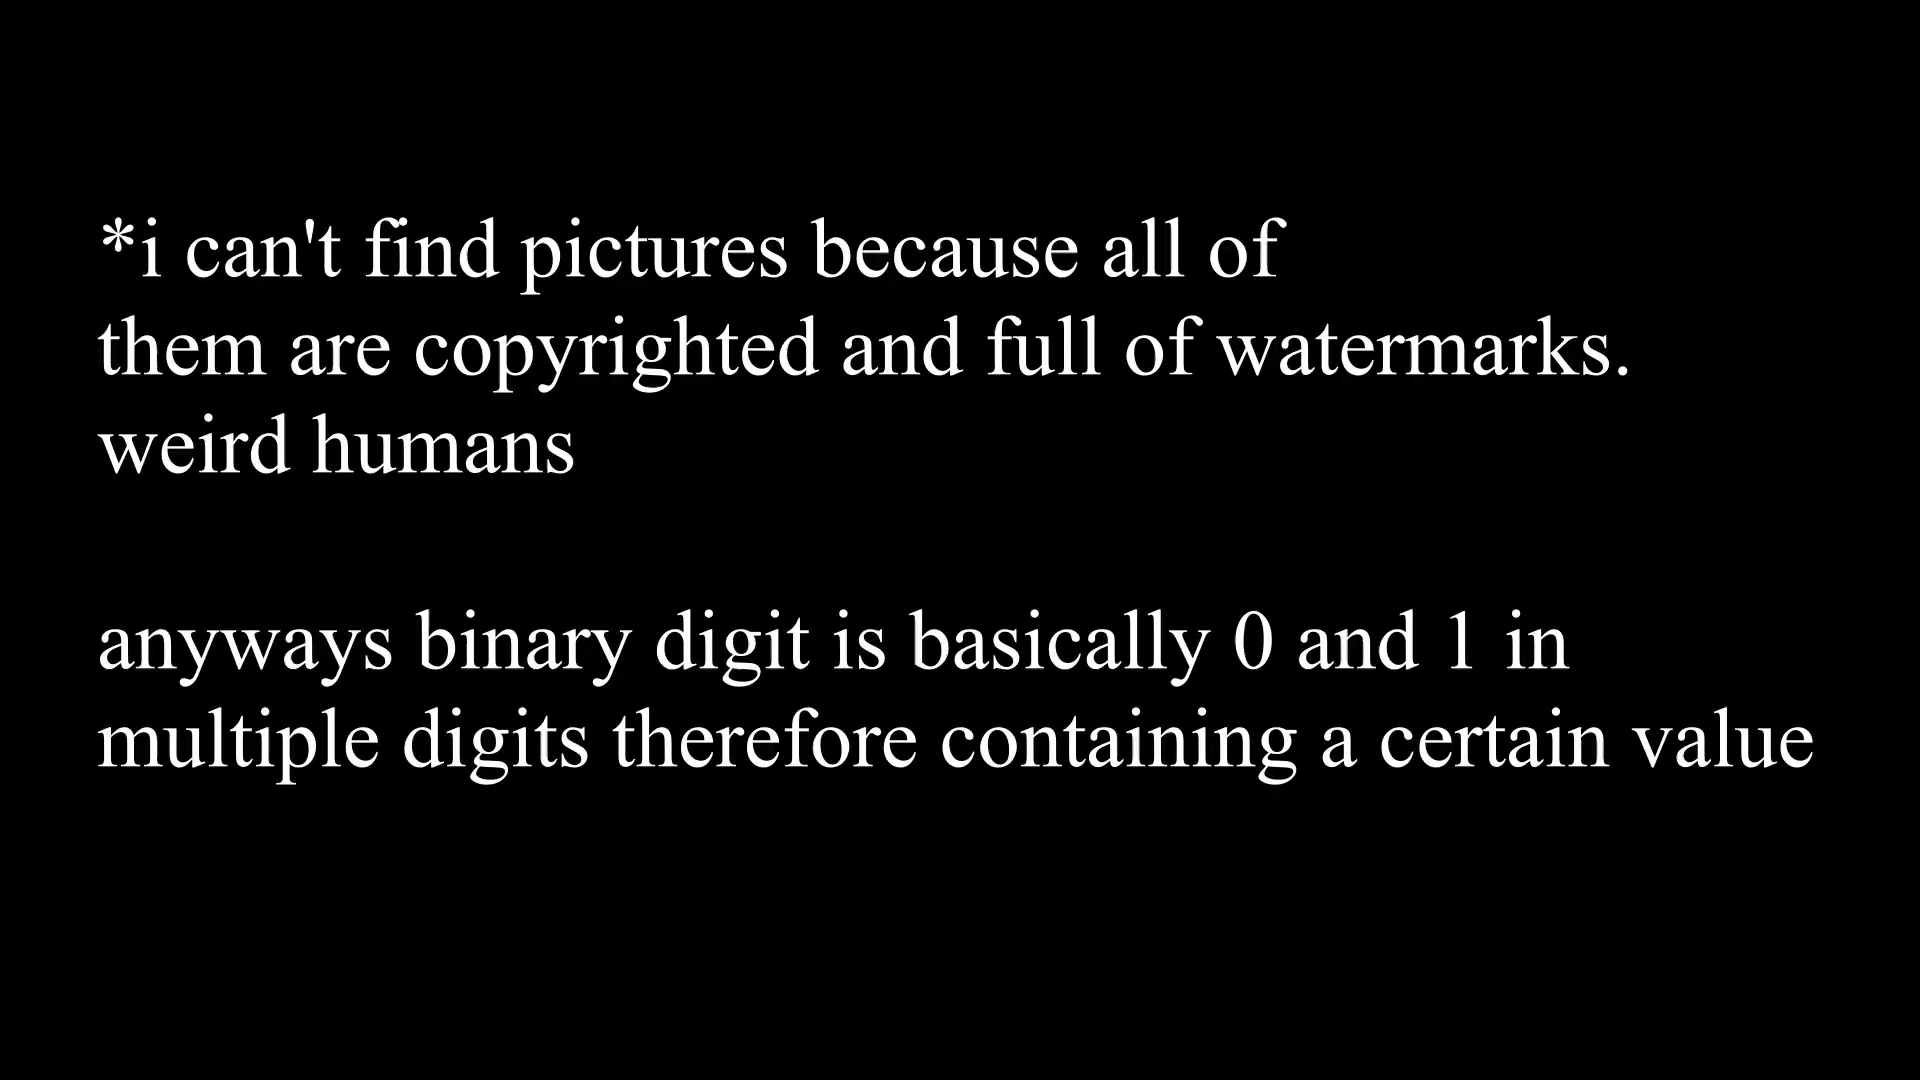 *i can't find pictures because all of
them are copyrighted and full of watermarks.
weird humans
anyways binary digit is basically 0 and 1 in
multiple digits therefore containing a certain value